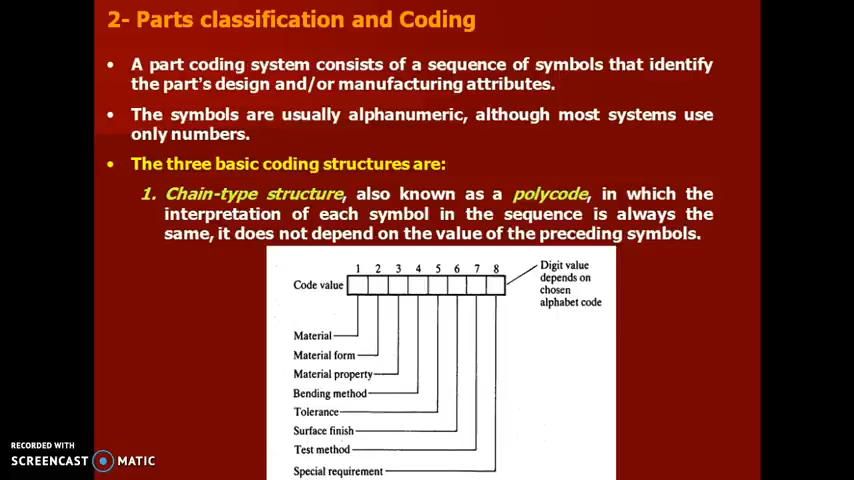 2- Parts classification and Coding
• A part coding system consists of a sequence of symbols that identify
the part's design and/or manufacturing attributes.
• The symbols are usually alphanumeric, although most systems use
only numbers.
• The three basic coding structures are:
1. Chain-type structure, also known as a polycode, in which the
interpretation of each symbol in the sequence is always the
same, it does not depend on the value of the preceding symbols.
1 2 3 4 5 6 7 8
Code value
Digit value
depends on
chosen
alphabet code
Material
Material form
Material property
Bending method
Tolerance
Surface finish
Test method
Special requirement
RECORDED WITH
SCREENCAST MATIC